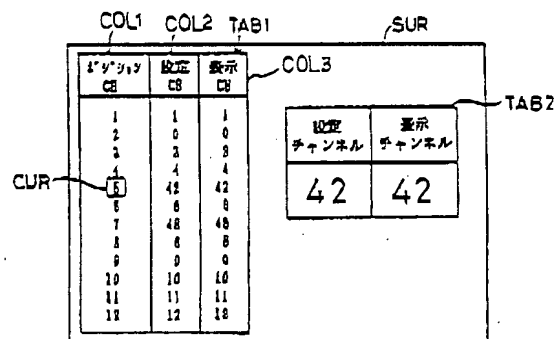 COL1 COL2 TAB1 SUR
ポジション 設定 表示
CH CH CH
COL3
TAB2
1 1 1
2 0 0
3 3 3
4 4 4
CUR 5 42 42
6 6 6
7 48 48
8 8 8
9 0 0
10 10 10
11 11 11
12 12 12
設定 表示
チャンネル チャンネル
42 42